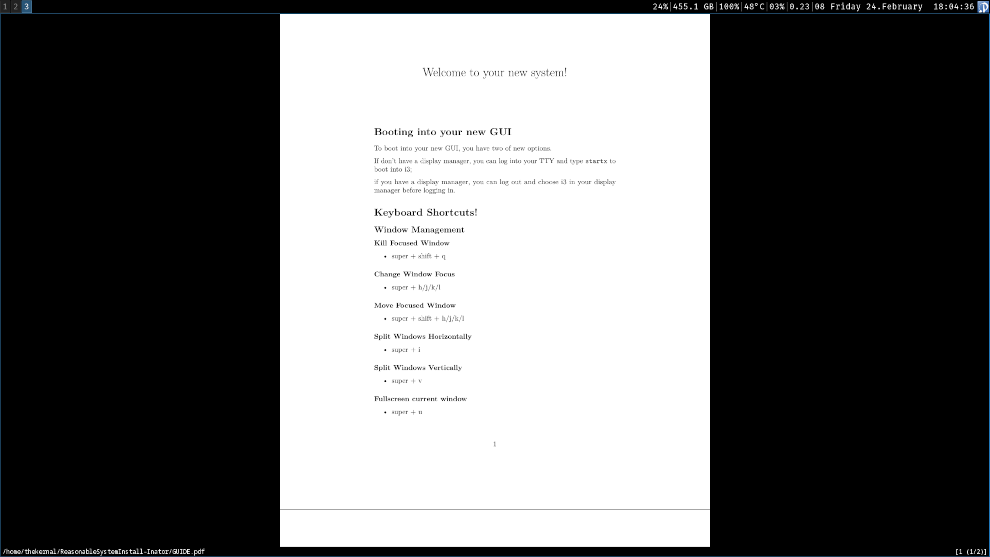 1 2 3
24%|455.1 GB|100%|48°C|03%|0.23|08 Friday 24.February 18:04:36
Welcome to your new system!
Booting into your new GUI
To boot into your new GUI, you have two of new options.
If don't have a display manager, you can log into your TTY and type startx to
boot into i3;
if you have a display manager, you can log out and choose i3 in your display
manager before logging in.
Keyboard Shortcuts!
Window Management
Kill Focused Window
• super + shift + q
Change Window Focus
• super + h/j/k/l
Move Focused Window
• super + shift + h/j/k/l
Split Windows Horizontally
• super + i
Split Windows Vertically
• super + v
Fullscreen current window
• super + u
1
/home/thekernal/ReasonableSystemInstall-Inator/GUIDE.pdf
[1 (1/2)]